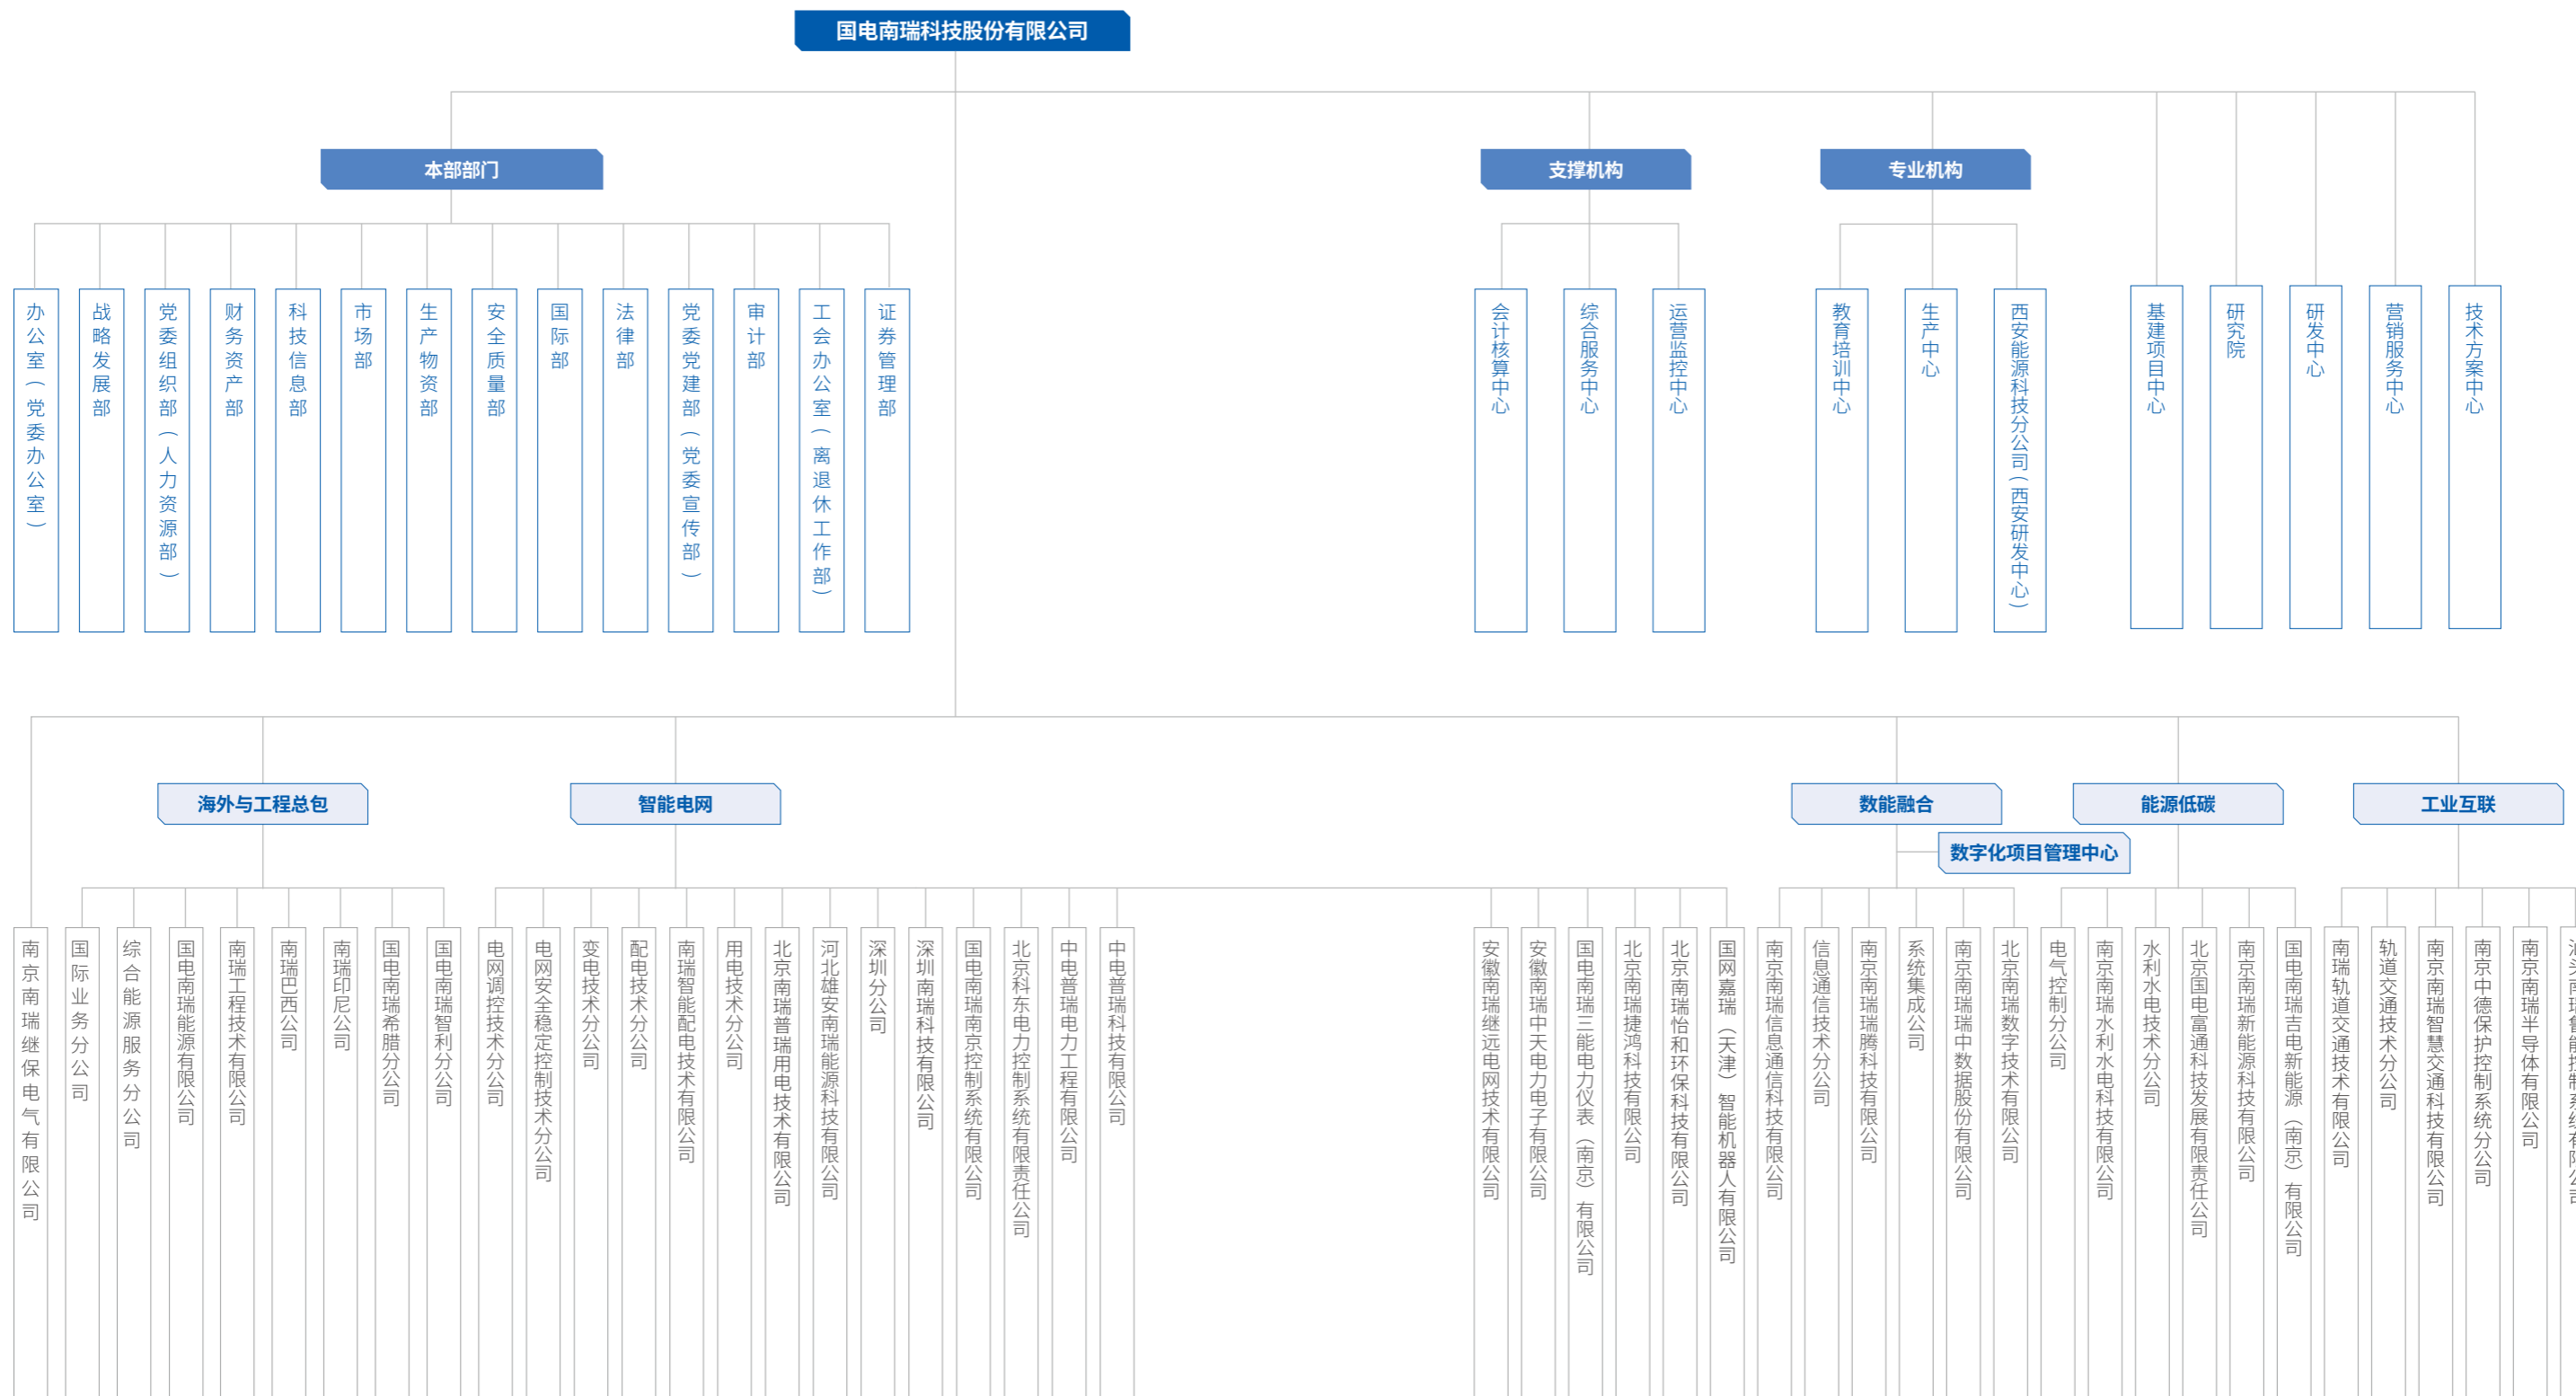 国电南瑞科技股份有限公司
本部部门
支撑机构
专业机构
办公室（党委办公室）
战略发展部
党委组织部（人力资源部）
财务资产部
科技信息部
市场部
生产物资部
安全质量部
国际部
法律部
党委党建部（党委宣传部）
审计部
工会办公室（离退休工作部）
证券管理部
会计核算中心
综合服务中心
运营监控中心
教育培训中心
生产中心
西安能源科技分公司（西安研发中心）
基建项目中心
研究院
研发中心
营销服务中心
技术方案中心
海外与工程总包
智能电网
数能融合
能源低碳
工业互联
数字化项目管理中心
南京南瑞继保电气有限公司
国际业务分公司
综合能源服务分公司
国电南瑞能源有限公司
南瑞工程技术有限公司
南瑞巴西公司
南瑞印尼公司
国电南瑞希腊分公司
国电南瑞智利分公司
电网调控技术分公司
电网安全稳定控制技术分公司
变电技术分公司
配电技术分公司
南瑞智能配电技术有限公司
用电技术分公司
北京南瑞普瑞用电技术有限公司
河北雄安南瑞能源科技有限公司
深圳分公司
深圳南瑞科技有限公司
国电南瑞南京控制系统有限公司
北京科东电力控制系统有限责任公司
中电普瑞电力工程有限公司
中电普瑞科技有限公司
安徽南瑞继远电网技术有限公司
安徽南瑞中天电力电子有限公司
国电南瑞三能电力仪表（南京）有限公司
北京南瑞捷鸿科技有限公司
北京南瑞怡和环保科技有限公司
国网嘉瑞（天津）智能机器人有限公司
南京南瑞信息通信科技有限公司
信息通信技术分公司
南京南瑞瑞腾科技有限公司
系统集成公司
南京南瑞瑞中数据股份有限公司
北京南瑞数字技术有限公司
电气控制分公司
南京南瑞水利水电科技有限公司
水利水电技术分公司
北京国电富通科技发展有限责任公司
南京南瑞新能源科技有限公司
国电南瑞吉电新能源（南京）有限公司
南瑞轨道交通技术有限公司
轨道交通技术分公司
南京南瑞智慧交通科技有限公司
南京中德保护控制系统分公司
南京南瑞半导体有限公司